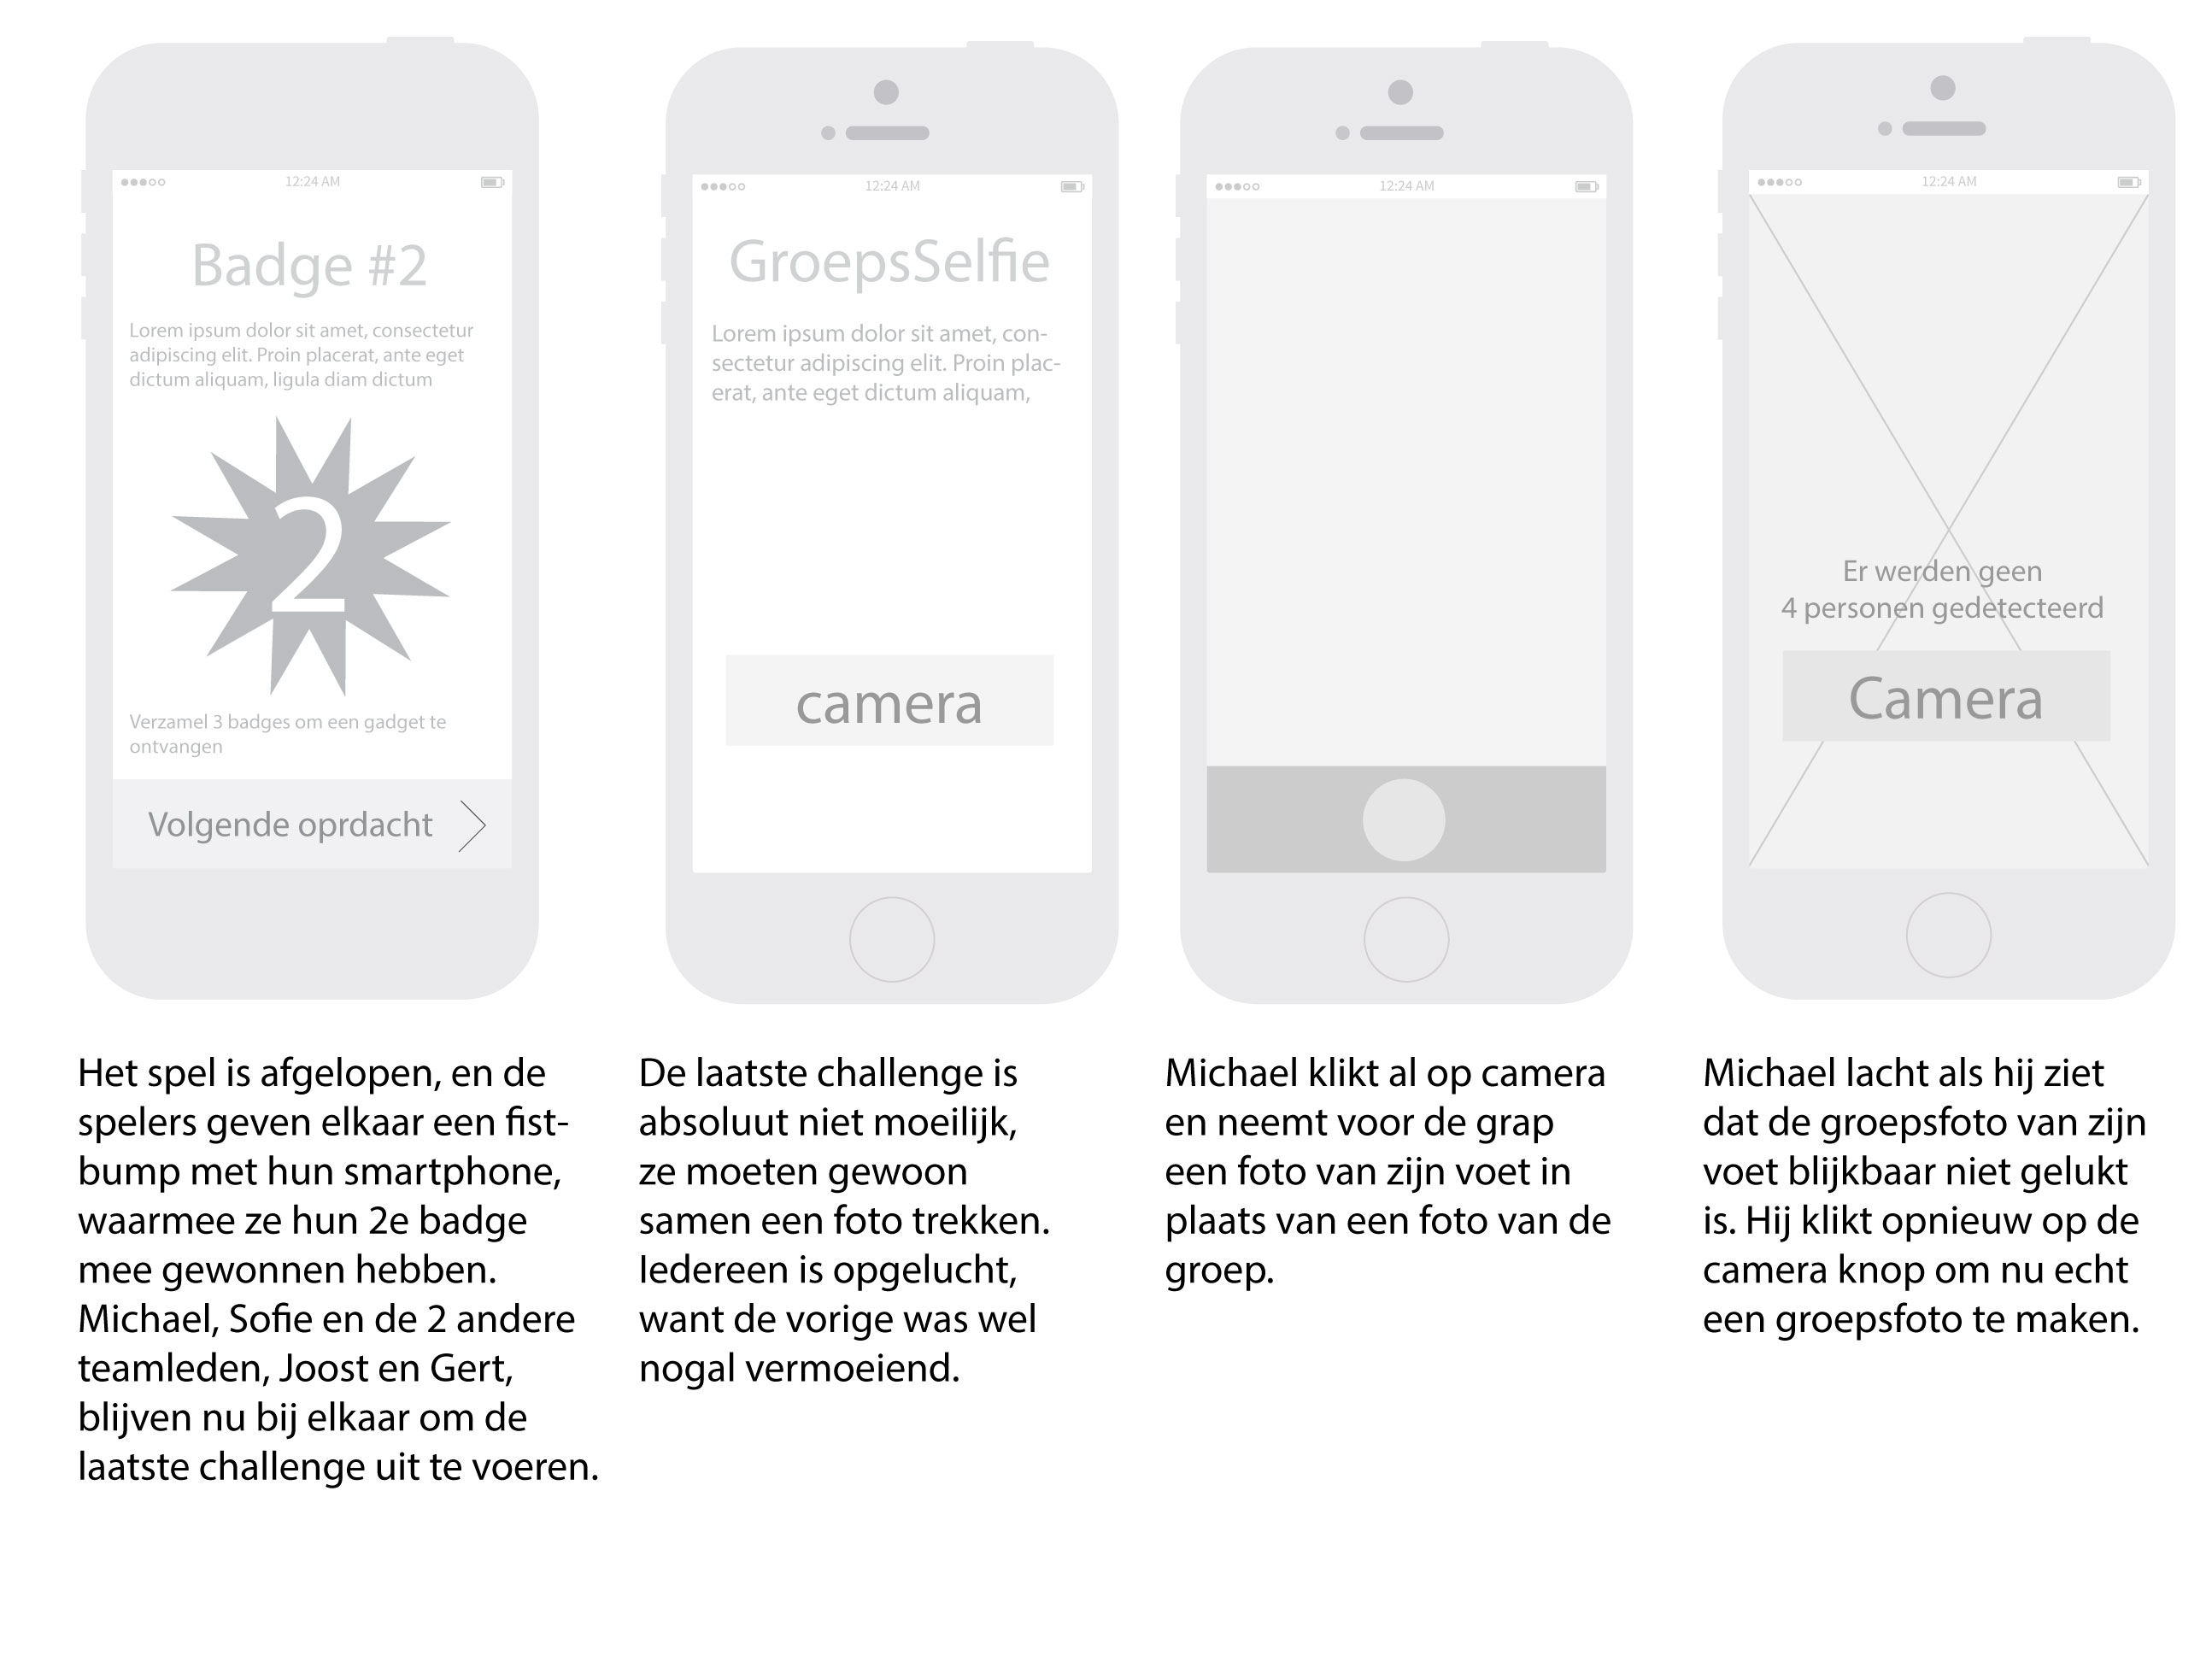 12:24 AM
Badge #2
Lorem ipsum dolor sit amet, consectetur
adipiscing elit. Proin placerat, ante eget
dictum aliquam, ligula diam dictum
2
Verzamel 3 badges om een gadget te
ontvangen
Volgende oprdacht
Het spel is afgelopen, en de
spelers geven elkaar een fist-
bump met hun smartphone,
waarmee ze hun 2e badge
mee gewonnen hebben.
Michael, Sofie en de 2 andere
teamleden, Joost en Gert,
blijven nu bij elkaar om de
laatste challenge uit te voeren.
12:24 AM
GroepsSelfie
Lorem ipsum dolor sit amet, con-
sectetur adipiscing elit. Proin plac-
erat, ante eget dictum aliquam,
camera
De laatste challenge is
absoluut niet moeilijk,
ze moeten gewoon
samen een foto trekken.
Iedereen is opgelucht,
want de vorige was wel
nogal vermoeiend.
12:24 AM
Michael klikt al op camera
en neemt voor de grap
een foto van zijn voet in
plaats van een foto van de
groep.
12:24 AM
Er werden geen
4 personen gedetecteerd
Camera
Michael lacht als hij ziet
dat de groepsfoto van zijn
voet blijkbaar niet gelukt
is. Hij klikt opnieuw op de
camera knop om nu echt
een groepsfoto te maken.